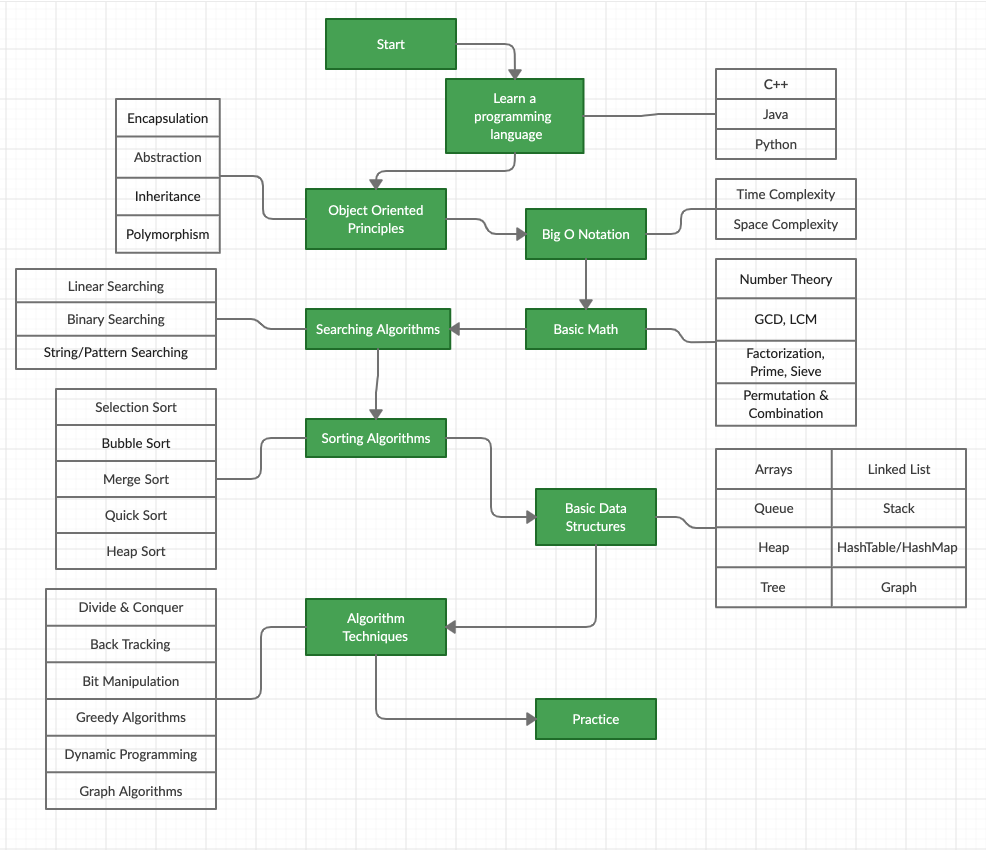 Start
Learn a
programming
language
C++
Java
Python
Encapsulation
Abstraction
Inheritance
Polymorphism
Object Oriented
Principles
Big O Notation
Time Complexity
Space Complexity
Linear Searching
Binary Searching
String/Pattern Searching
Searching Algorithms
Basic Math
Number Theory
GCD, LCM
Factorization,
Prime, Sieve
Permutation &
Combination
Selection Sort
Bubble Sort
Merge Sort
Quick Sort
Heap Sort
Sorting Algorithms
Basic Data
Structures
Arrays
Linked List
Queue
Stack
Heap
HashTable/HashMap
Tree
Graph
Divide & Conquer
Back Tracking
Bit Manipulation
Greedy Algorithms
Dynamic Programming
Graph Algorithms
Algorithm
Techniques
Practice